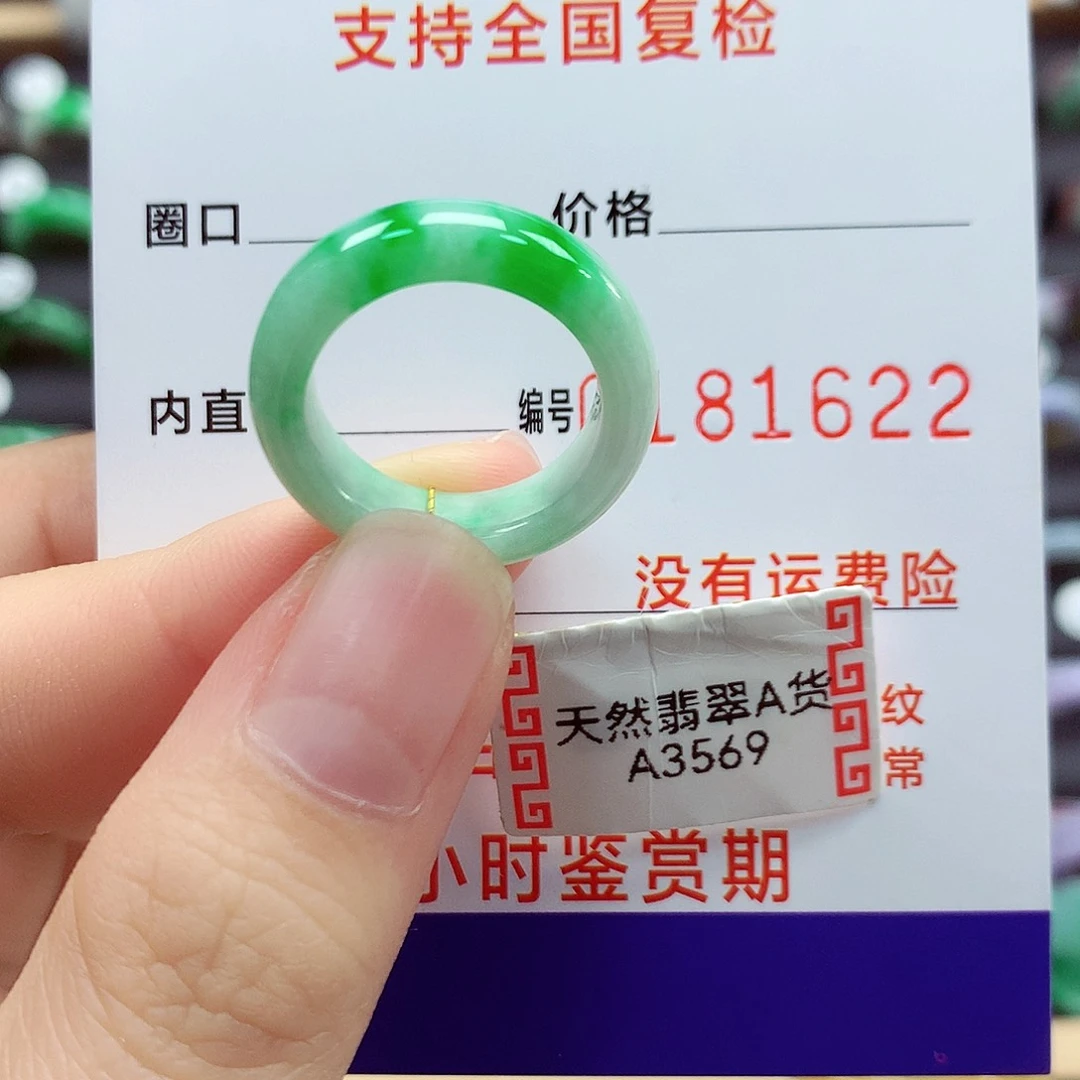 支持全国复检
圈口 价格
内直 编号 181622
没有运费险
纹
天然翡翠A货
A3569
常
小时鉴赏期